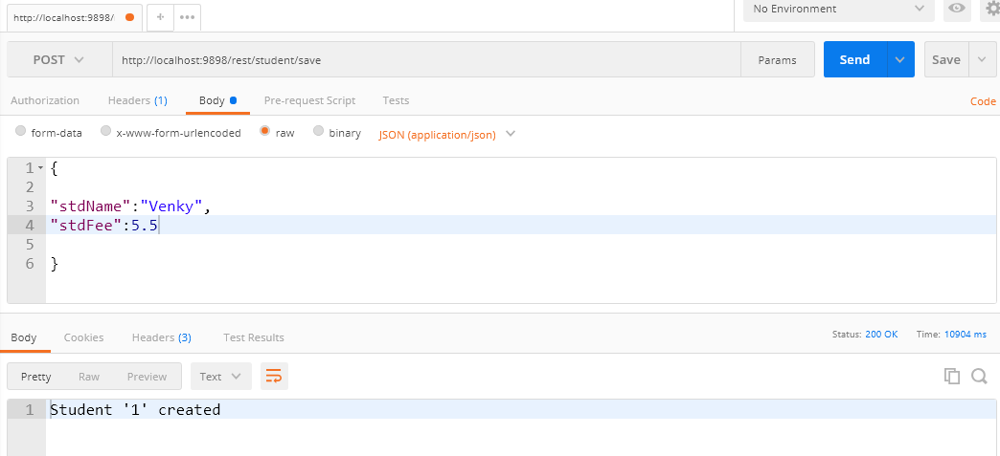 http://localhost:9898/
No Environment
POST
http://localhost:9898/rest/student/save
Params
Send
Save
Authorization
Headers (1)
Body
Pre-request Script
Tests
Code
form-data
x-www-form-urlencoded
raw
binary
JSON (application/json)
1 {
2
3 "stdName":"Venky",
4 "stdFee":5.5
5
6 }
Body
Cookies
Headers (3)
Test Results
Status: 200 OK
Time: 10904 ms
Pretty
Raw
Preview
Text
1 Student '1' created